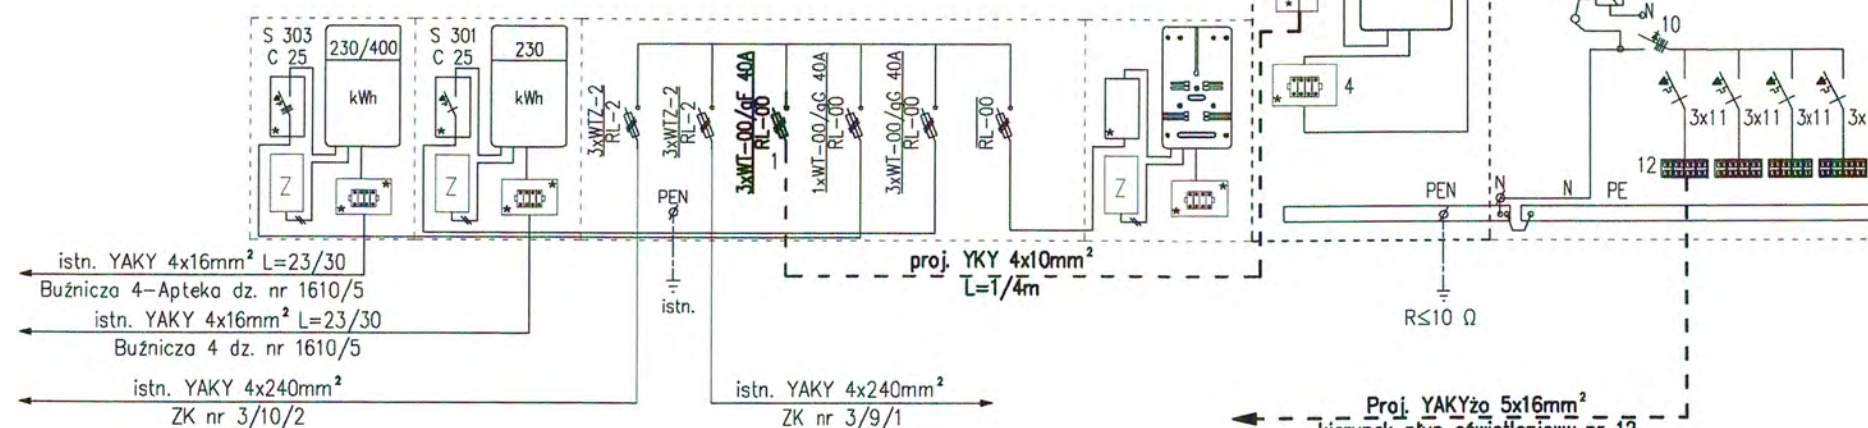 S 303
C 25
230/400
kWh
Z
S 301
C 25
230
kWh
Z
3xWTZ-2
RL-2
3xWTZ-2
RL-2
3xWT-00/gF 40A
RL-00
1
1xWT-00/gG 40A
3xWT-00/gG 40A
RL-00
PEN
istn.
Z
4
N
10
3x11
3x11
3x11
3x
12
PEN
N
N
PE
R≤10 Ω
istn. YAKY 4x16mm² L=23/30
Buźnicza 4-Apteka dz. nr 1610/5
istn. YAKY 4x16mm² L=23/30
Buźnicza 4 dz. nr 1610/5
istn. YAKY 4x240mm²
ZK nr 3/10/2
istn. YAKY 4x240mm²
ZK nr 3/9/1
proj. YKY 4x10mm²
L=1/4m
Proj. YAKYżo 5x16mm²